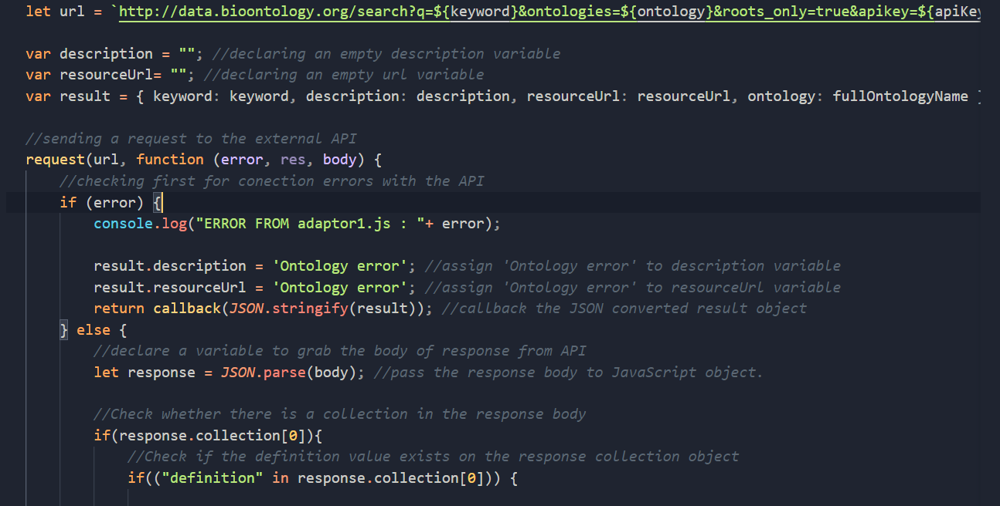 let url = `http://data.bioontology.org/search?q=${keyword}&ontologies=${ontology}&roots_only=true&apikey=${apiKey
var description = ""; //declaring an empty description variable
var resourceUrl= ""; //declaring an empty url variable
var result = { keyword: keyword, description: description, resourceUrl: resourceUrl, ontology: fullOntologyName }
//sending a request to the external API
request(url, function (error, res, body) {
//checking first for conection errors with the API
if (error) {
console.log("ERROR FROM adaptor1.js : "+ error);
result.description = 'Ontology error'; //assign 'Ontology error' to description variable
result.resourceUrl = 'Ontology error'; //assign 'Ontology error' to resourceUrl variable
return callback(JSON.stringify(result)); //callback the JSON converted result object
} else {
//declare a variable to grab the body of response from API
let response = JSON.parse(body); //pass the response body to JavaScript object.
//Check whether there is a collection in the response body
if(response.collection[0]){
//Check if the definition value exists on the response collection object
if(("definition" in response.collection[0])) {